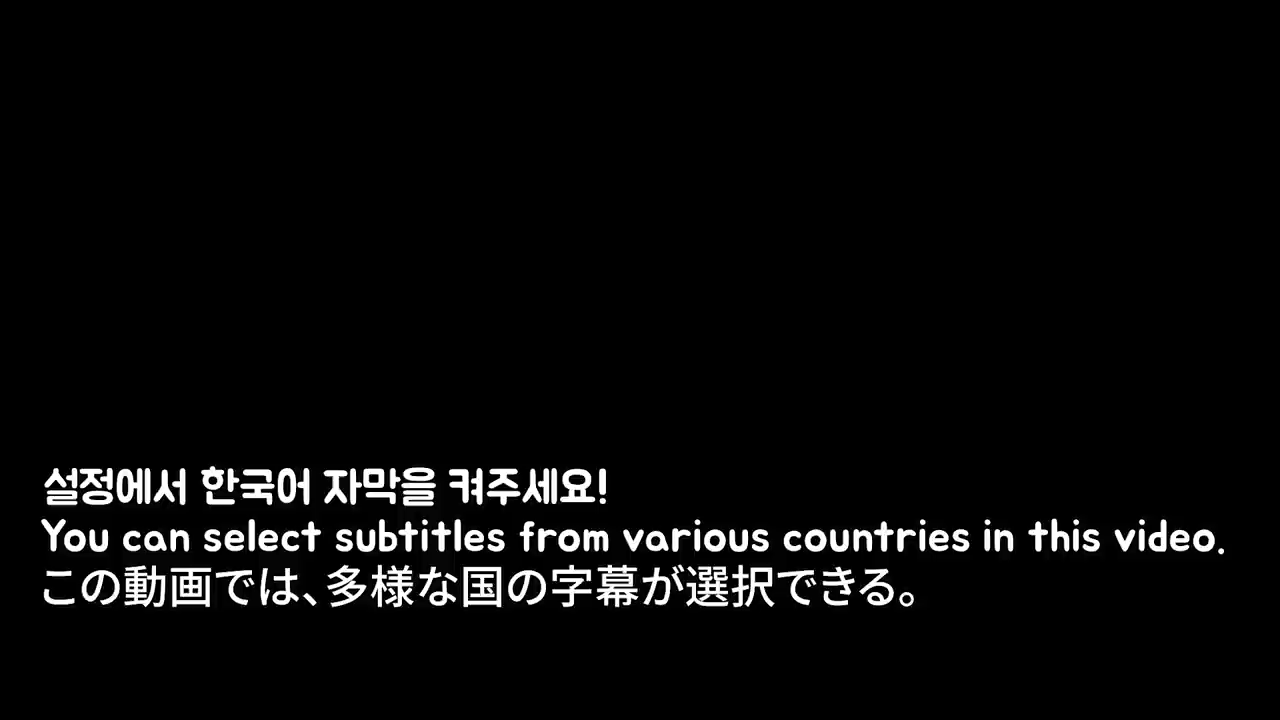 설정에서 한국어 자막을 켜주세요!
You can select subtitles from various countries in this video.
この動画では、多様な国の字幕が選択できる。